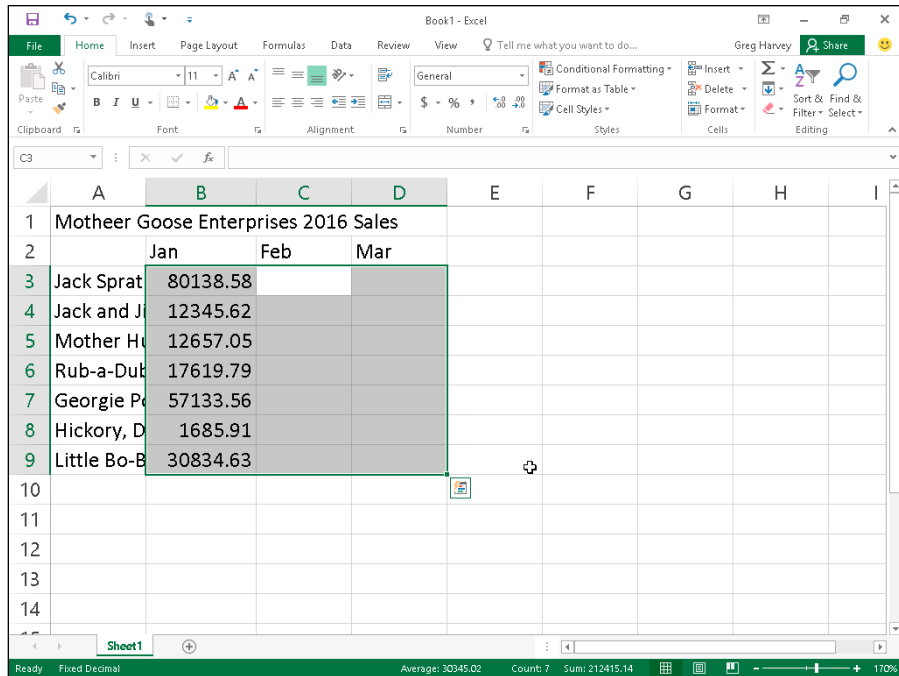 Book1 - Excel
File Home Insert Page Layout Formulas Data Review View Tell me what you want to do... Greg Harvey Share
Paste
Calibri 11 A A
B I U A
General
$ % , .0 .00 .00 .0
Conditional Formatting
Format as Table
Cell Styles
Insert
Delete
Format
Σ
A Z
Sort & Filter
Find & Select
Clipboard Font Alignment Number Styles Cells Editing
C3 fx
A B C D E F G H I
1 Motheer Goose Enterprises 2016 Sales
2 Jan Feb Mar
3 Jack Sprat 80138.58
4 Jack and Ji 12345.62
5 Mother Hu 12657.05
6 Rub-a-Dub 17619.79
7 Georgie Po 57133.56
8 Hickory, D 1685.91
9 Little Bo-B 30834.63
10
11
12
13
14
Sheet1
Ready Fixed Decimal Average: 30345.02 Count: 7 Sum: 212415.14 170%